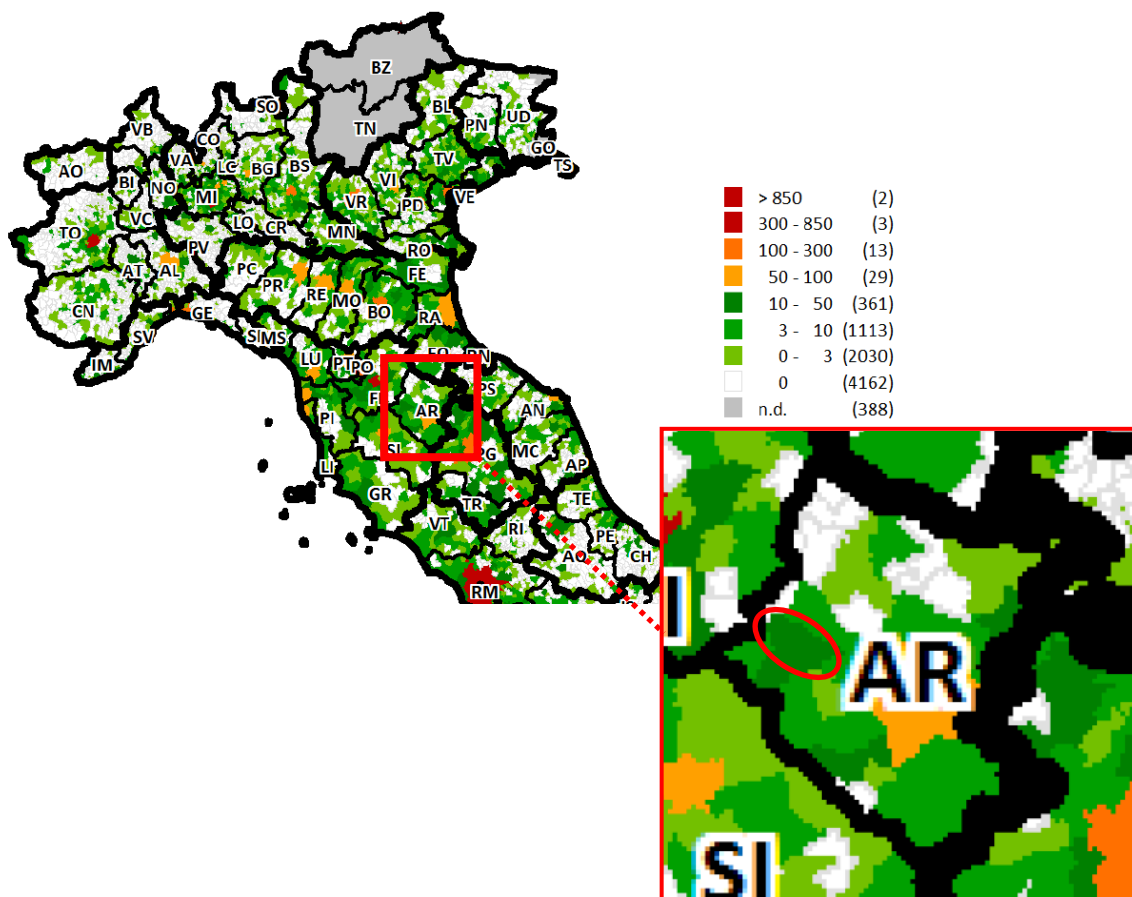 BZ
SO
TN
BL
PN
UD
VB
CO
GO
TS
AO
VA
LC
BG
BS
VI
TV
BI
NO
MI
VR
PD
VE
TO
VC
LO
CR
MN
PV
RO
AT
AL
PC
PR
RE
MO
FE
CN
GE
BO
RA
SV
MS
IM
LU
PT
PO
RN
PS
AR
AN
PI
SI
PG
MC
LI
AP
GR
TR
TE
VT
RI
PE
AQ
CH
RM
> 850 (2)
300 - 850 (3)
100 - 300 (13)
50 - 100 (29)
10 - 50 (361)
3 - 10 (1113)
0 - 3 (2030)
0 (4162)
n.d. (388)
AR
SI